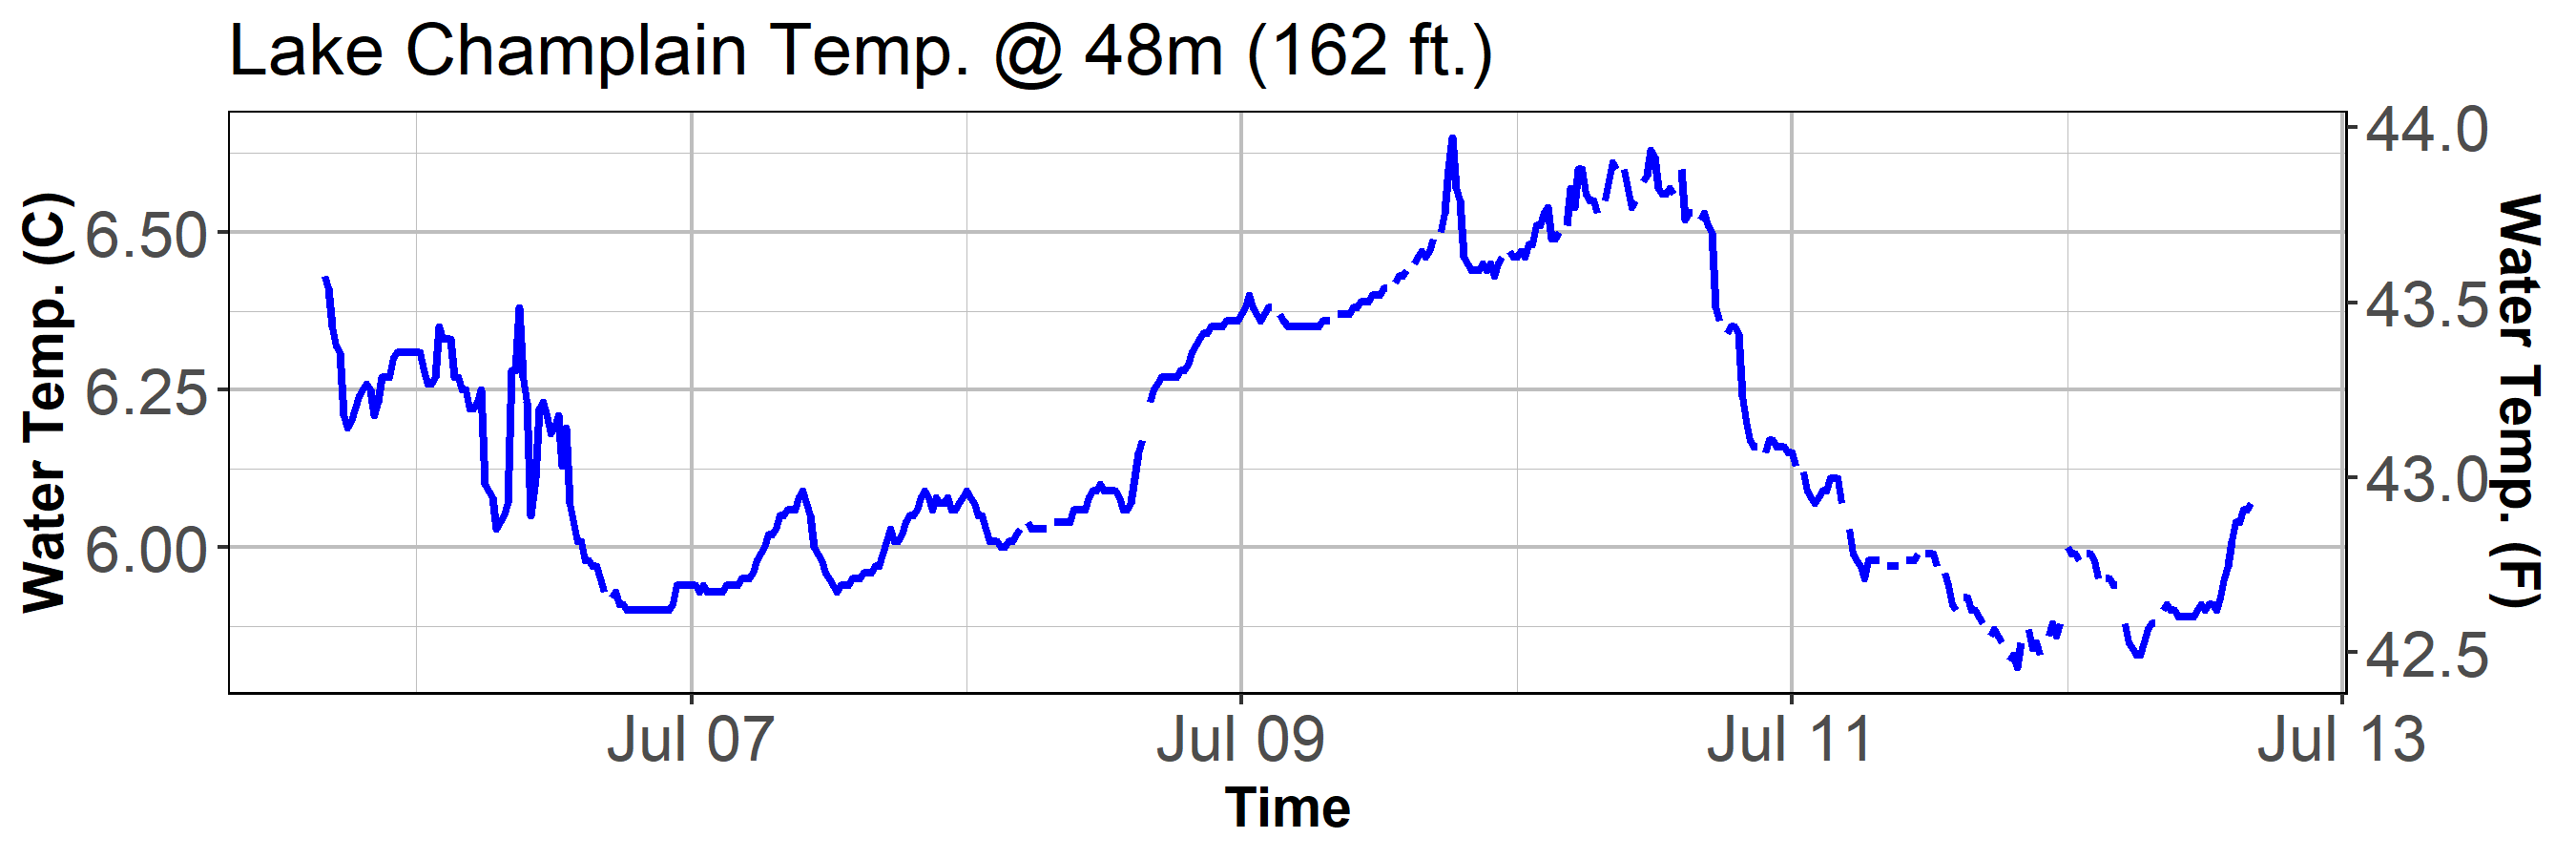 Lake Champlain Temp. @ 48m (162 ft.)
Water Temp. (C)
6.50
6.25
6.00
44.0
43.5
43.0
42.5
Water Temp. (F)
Jul 07 Jul 09 Jul 11 Jul 13
Time